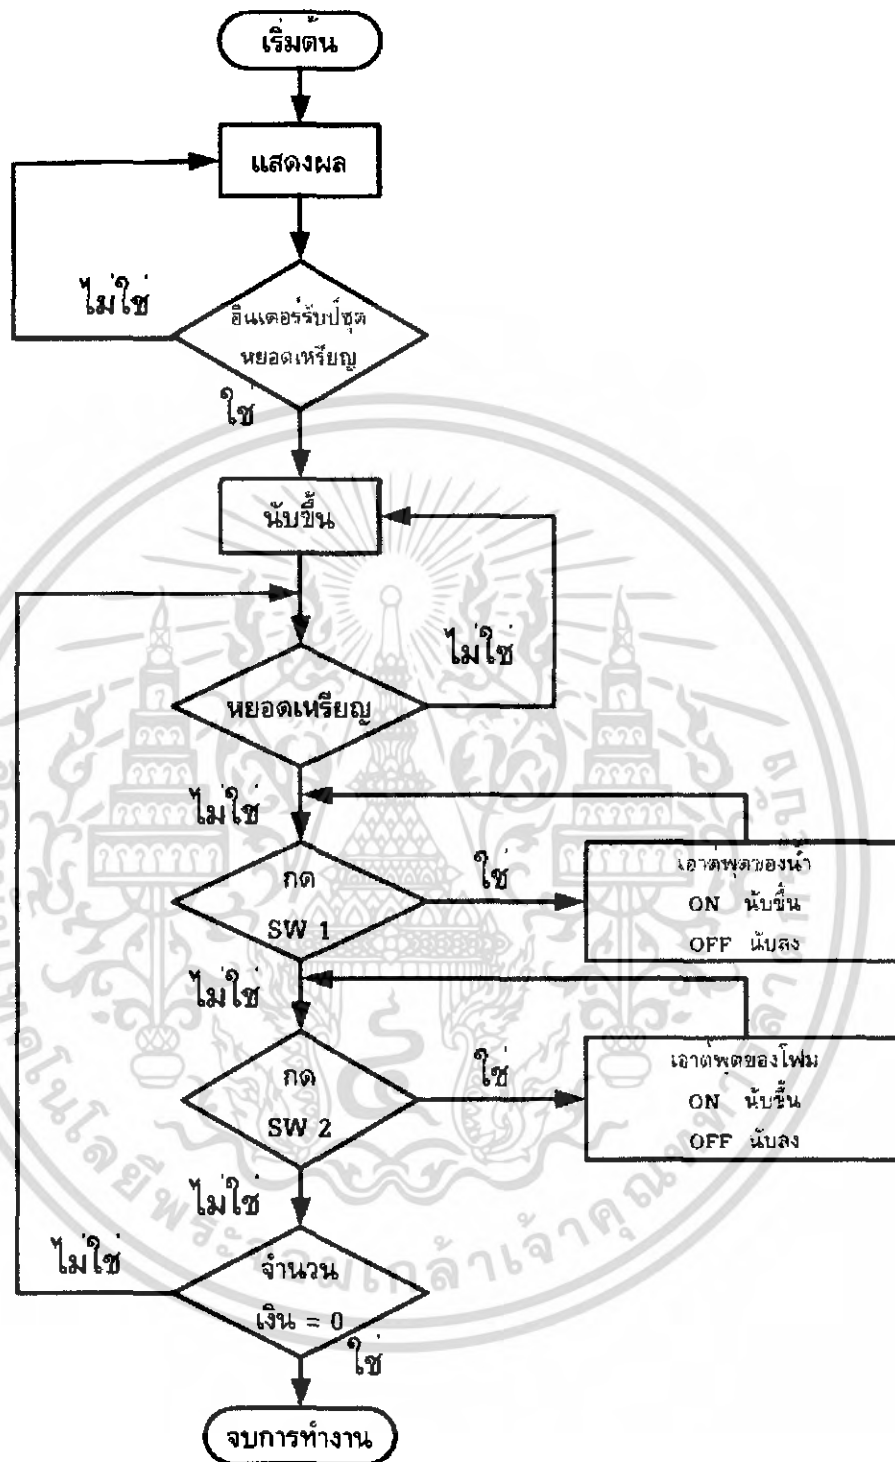 เริ่มต้น
แสดงผล
ไม่ใช่
อินเตอร์รับป์ชุด
หยอดเหรียญ
ใช่
นับขึ้น
ไม่ใช่
หยอดเหรียญ
ไม่ใช่
กด
SW 1
ใช่
เอาต์พุตของน้ำ
ON นับขึ้น
OFF นับลง
ไม่ใช่
กด
SW 2
ใช่
เอาต์พุตของโฟม
ON นับขึ้น
OFF นับลง
ไม่ใช่
ไม่ใช่
จำนวน
เงิน = 0
ใช่
จบการทำงาน